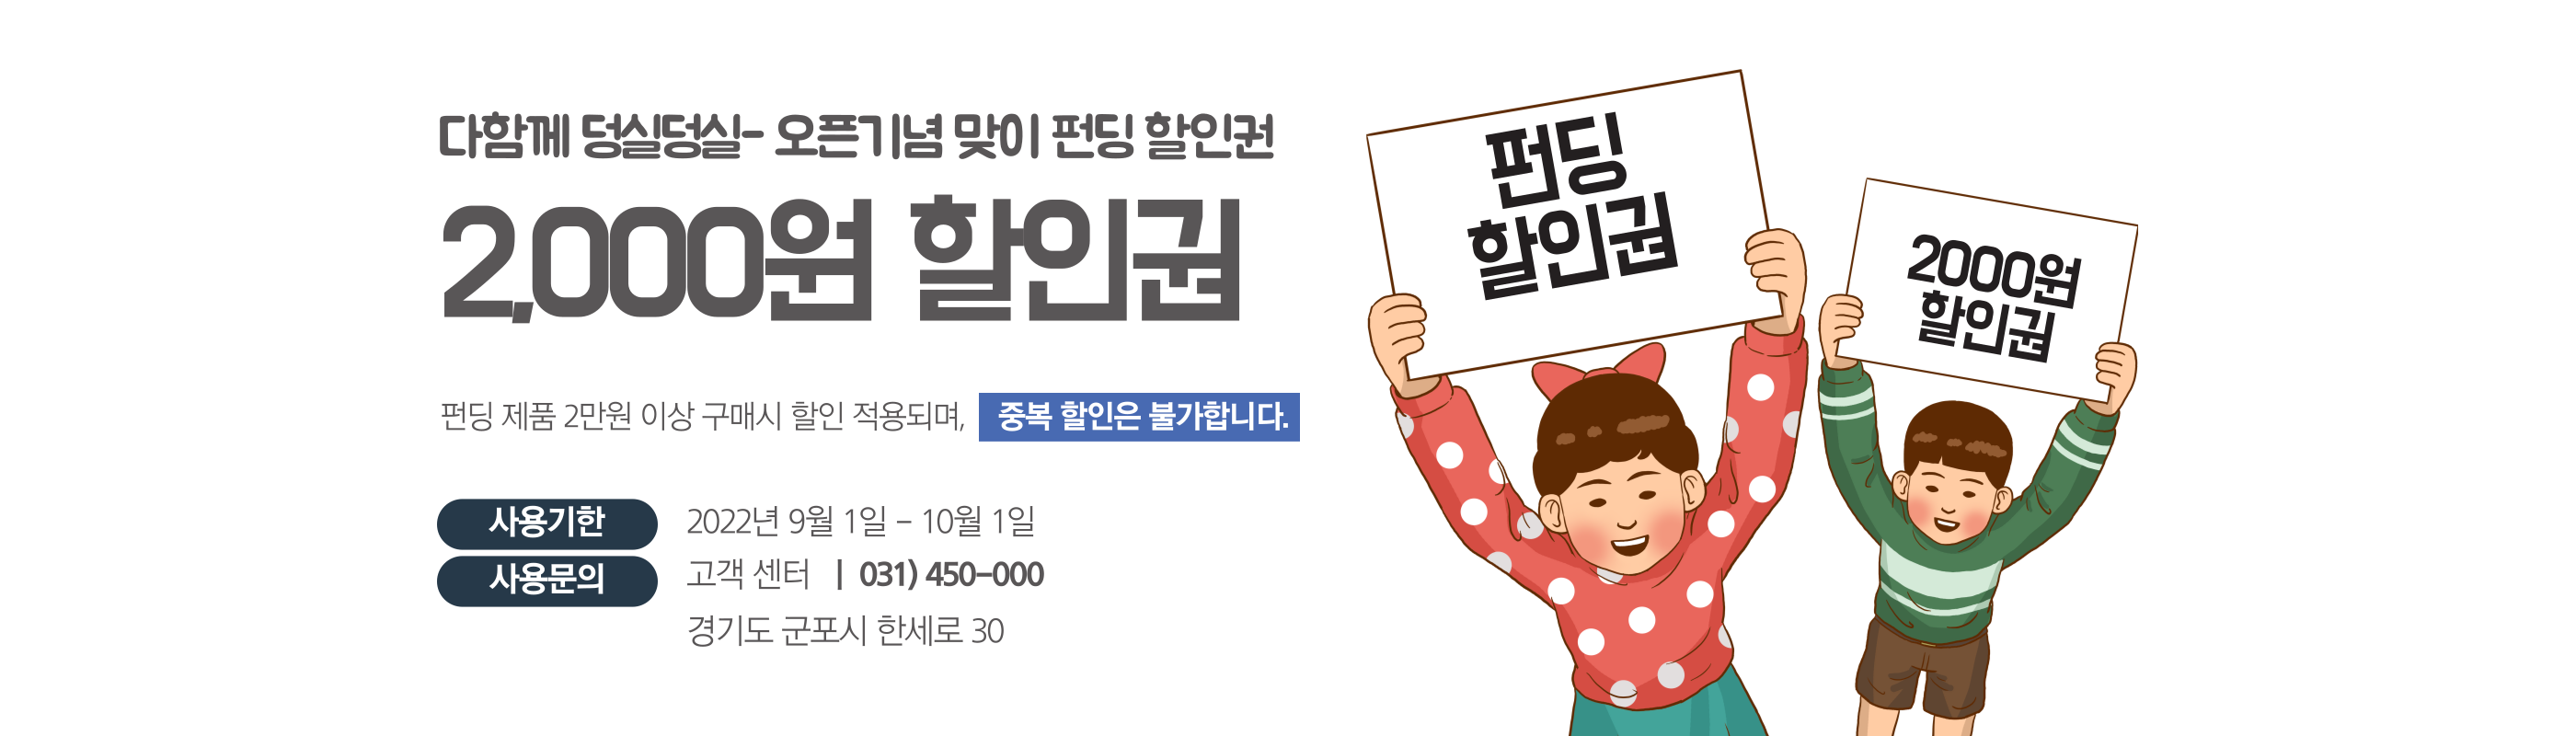 다함께 덩실덩실- 오픈기념 맞이 펀딩 할인권
2,000원 할인권
펀딩 제품 2만원 이상 구매시 할인 적용되며, 중복 할인은 불가합니다.
사용기한 2022년 9월 1일 - 10월 1일
사용문의 고객 센터 | 031) 450-000
경기도 군포시 한세로 30
펀딩
할인권
2000원
할인권